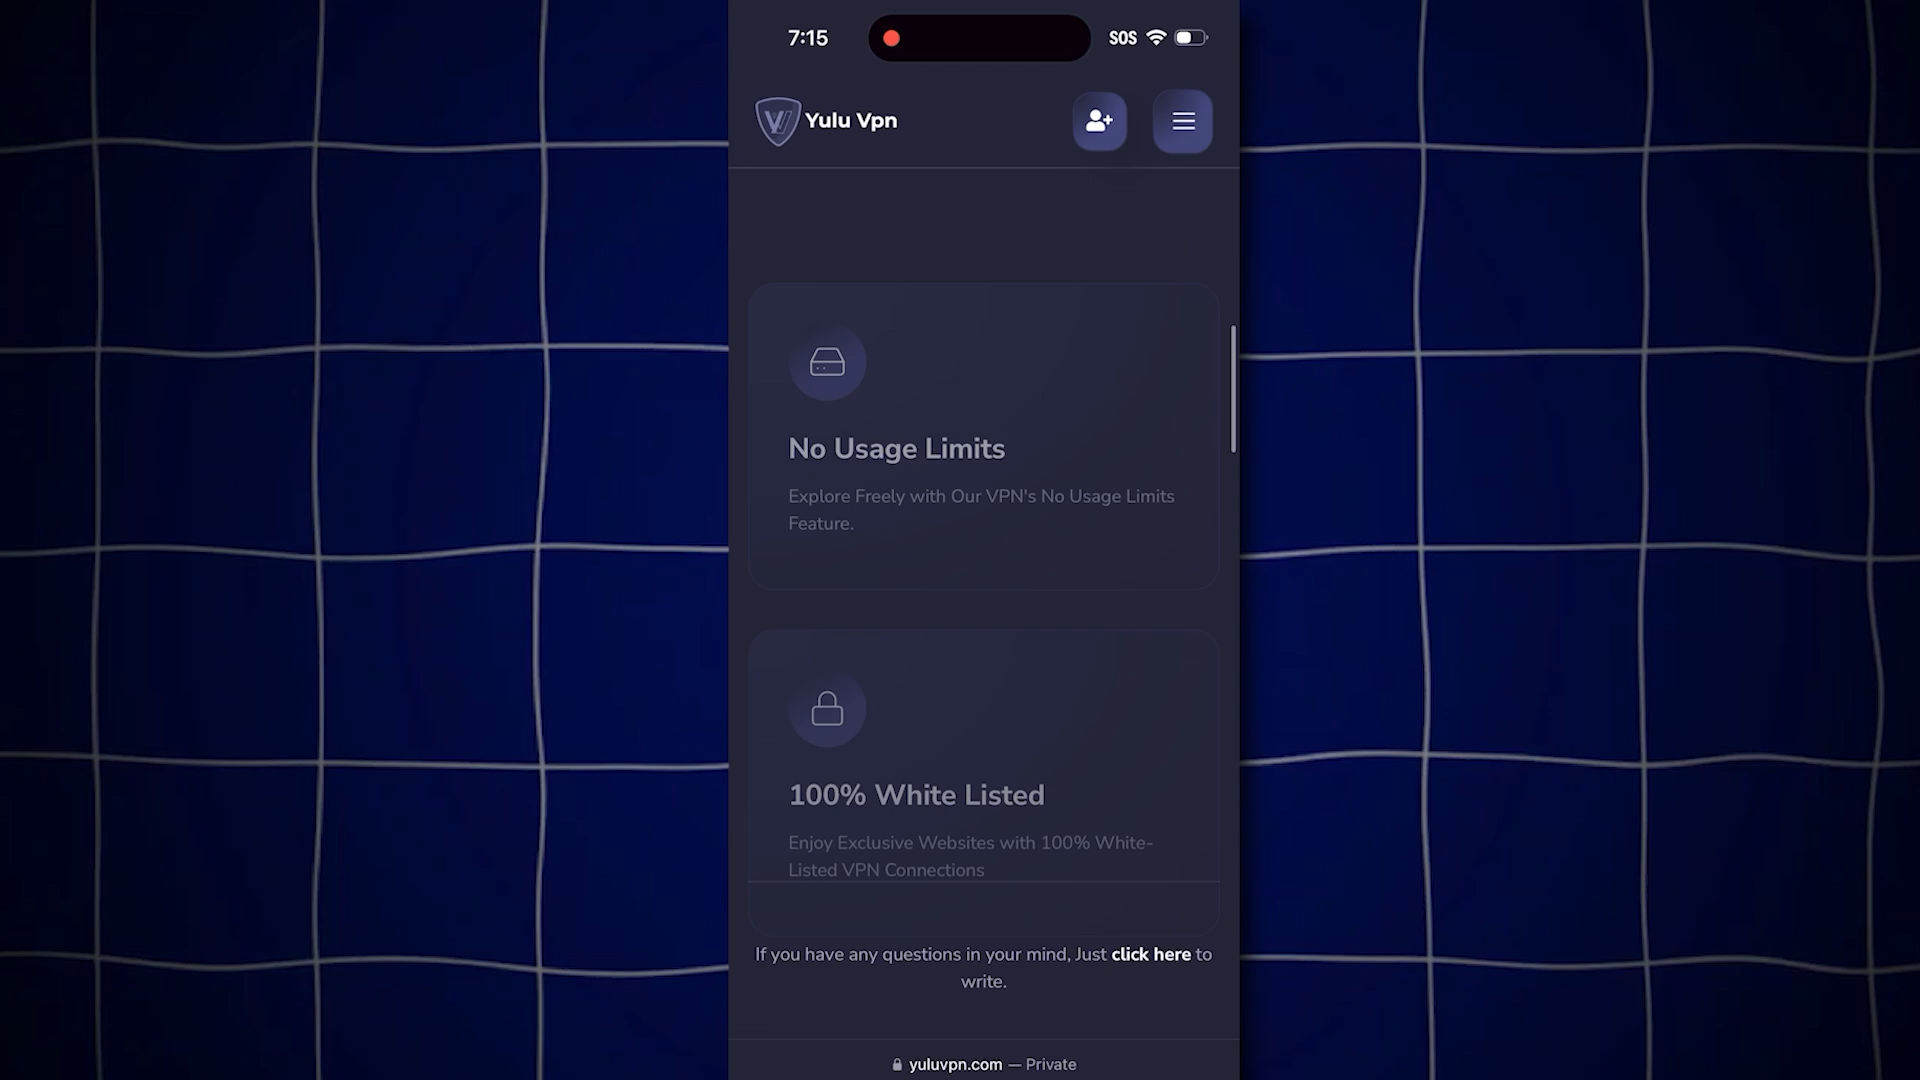 7:15
SOS
Yulu Vpn
No Usage Limits
Explore Freely with Our VPN's No Usage Limits
Feature.
100% White Listed
Enjoy Exclusive Websites with 100% White-
Listed VPN Connections
If you have any questions in your mind, Just click here to
write.
yuluvpn.com — Private